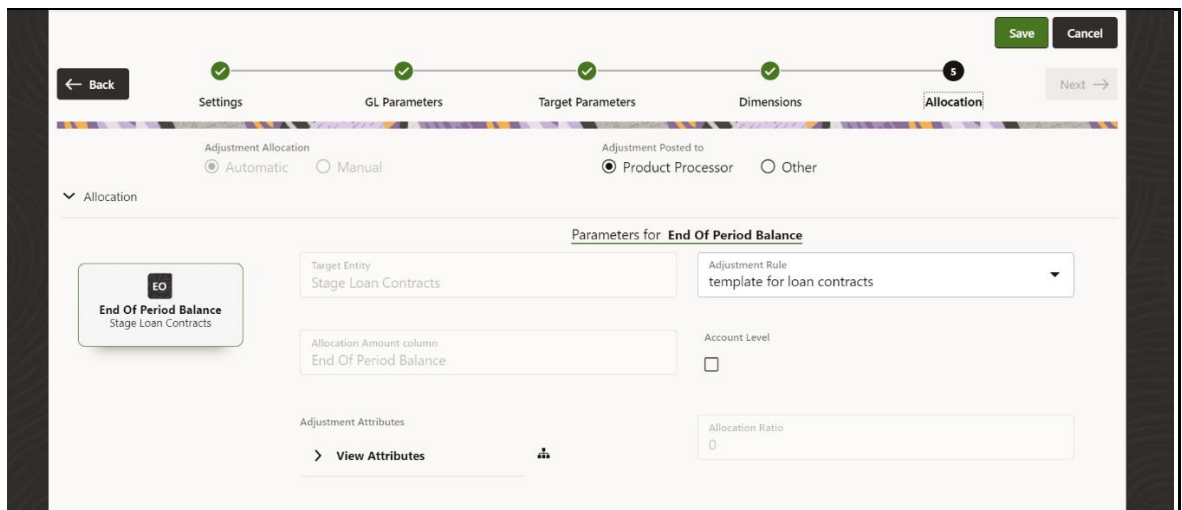 Save Cancel
← Back
Settings GL Parameters Target Parameters Dimensions 5 Allocation
Next →
Adjustment Allocation Adjustment Posted to
Automatic Manual Product Processor Other
Allocation
Parameters for End Of Period Balance
EO
End Of Period Balance
Stage Loan Contracts
Target Entity
Stage Loan Contracts
Adjustment Rule
template for loan contracts
Allocation Amount column
End Of Period Balance
Account Level
Adjustment Attributes
View Attributes
Allocation Ratio
0